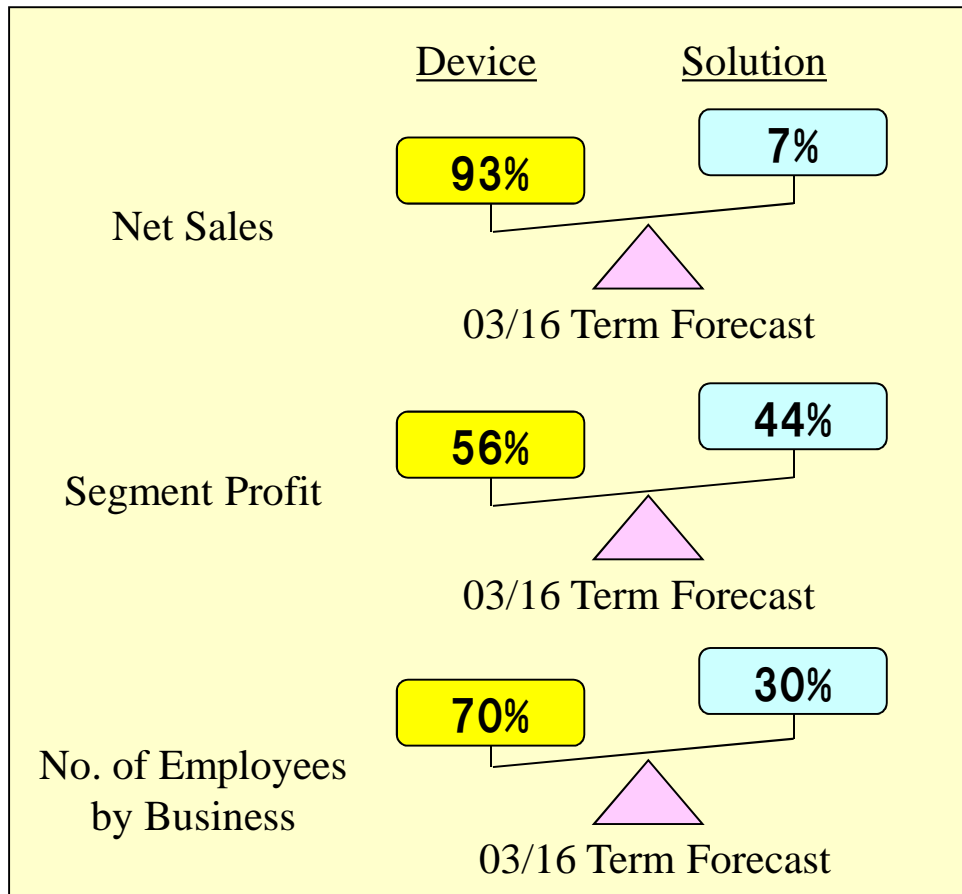 Device Solution
93% 7%
Net Sales
03/16 Term Forecast
56% 44%
Segment Profit
03/16 Term Forecast
70% 30%
No. of Employees
by Business
03/16 Term Forecast